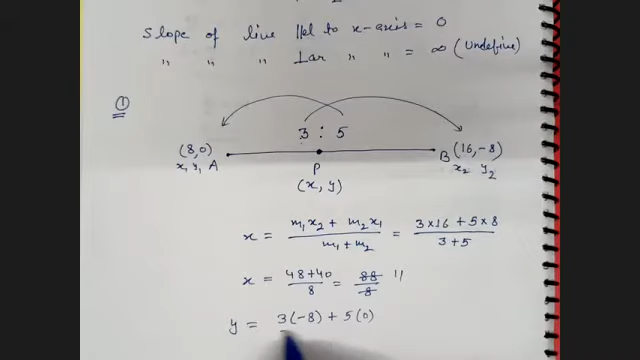 Slope of line ||el to x-axis = 0
" " " ⊥ar " " = ∞ (Undefine)
①
3 : 5
(8,0) B (16,-8)
x₁ y₁ A P x₂ y₂
(x, y)
x = m₁x₂ + m₂x₁ / m₁+m₂ = 3×16 + 5×8 / 3+5
x = 48+40 / 8 = 88 / 8 11
y = 3(-8) + 5(0)